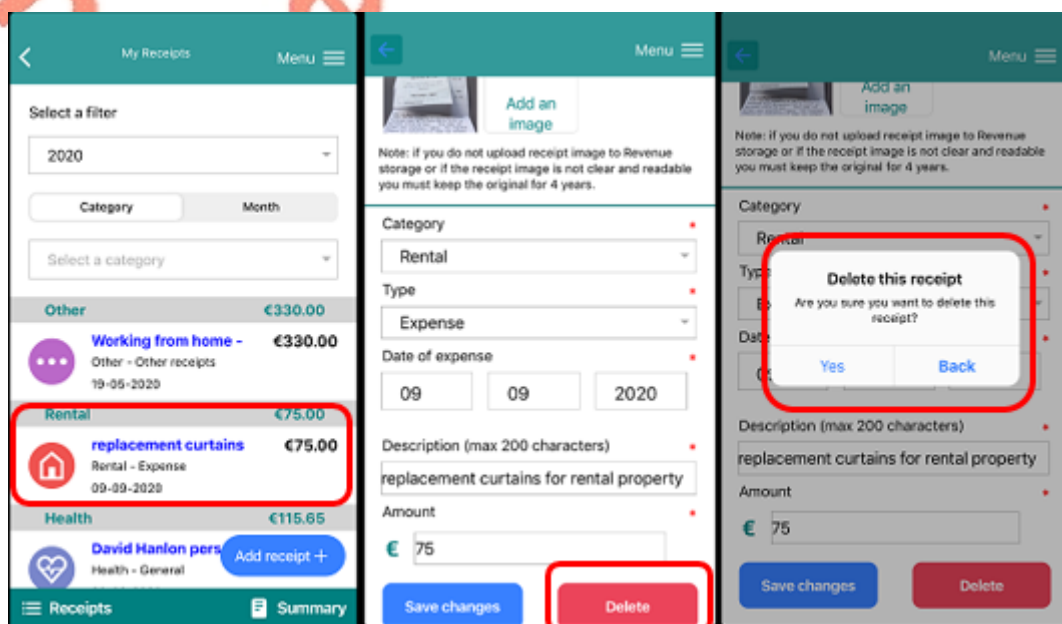 My Receipts
Menu
Select a filter
2020
Category Month
Select a category
Other €330.00
Working from home - €330.00
Other - Other receipts
19-05-2020
Rental €75.00
replacement curtains €75.00
Rental - Expense
09-09-2020
Health €115.65
David Hanlon pers
Add receipt +
Health - General
Receipts Summary
Menu
Add an
image
Note: if you do not upload receipt image to Revenue
storage or if the receipt image is not clear and readable
you must keep the original for 4 years.
Category *
Rental
Type *
Expense
Date of expense *
09 09 2020
Description (max 200 characters) *
replacement curtains for rental property
Amount *
€ 75
Save changes Delete
Menu
Add an
image
Note: if you do not upload receipt image to Revenue
storage or if the receipt image is not clear and readable
you must keep the original for 4 years.
Category *
Rental
Delete this receipt
Are you sure you want to delete this
receipt?
Yes Back
Description (max 200 characters) *
replacement curtains for rental property
Amount *
€ 75
Save changes Delete